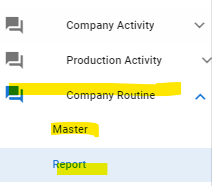 Company Activity
Production Activity
Company Routine
Master
Report